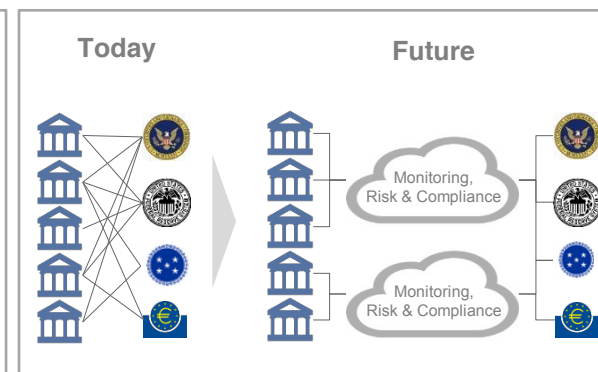 Today
Future
Monitoring,
Risk & Compliance
Monitoring,
Risk & Compliance